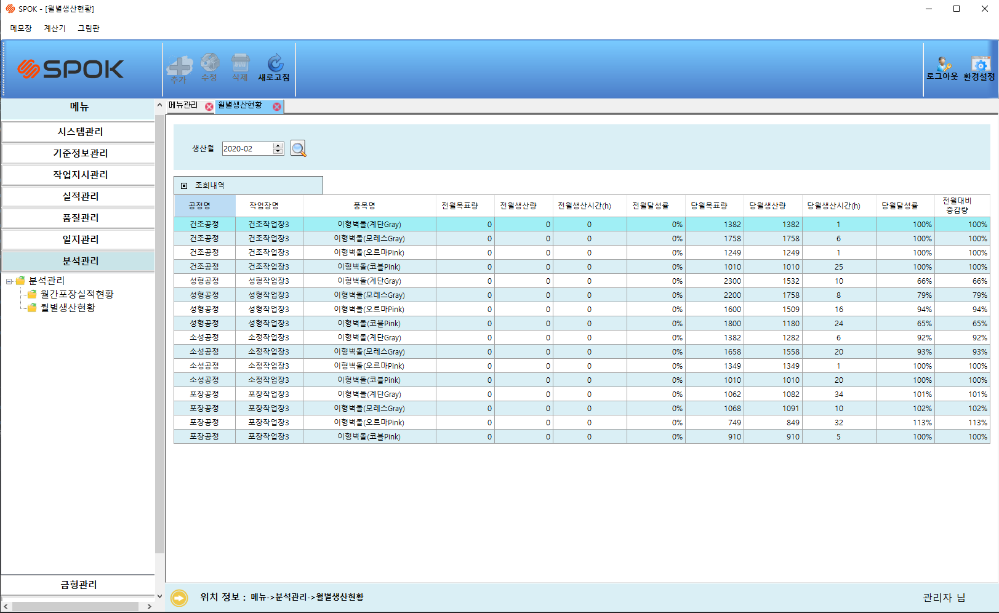 SPOK - [월별생산현황]
메모장 계산기 그림판
SPOK
추가 수정 삭제 새로고침
로그아웃 환경설정
메뉴
시스템관리
기준정보관리
작업지시관리
실적관리
품질관리
일지관리
분석관리
분석관리
월간포장실적현황
월별생산현황
금형관리
메뉴관리 월별생산현황
생산월 2020-02
조회내역
공정명 작업장명 품목명 전월목표량 전월생산량 전월생산시간(h) 전월달성률 당월목표량 당월생산량 당월생산시간(h) 당월달성률 전월대비 증감량
건조공정 건조작업장3 이형벽돌(계단Gray) 0 0 0 0% 1382 1382 1 100% 100%
건조공정 건조작업장3 이형벽돌(모레스Gray) 0 0 0 0% 1758 1758 6 100% 100%
건조공정 건조작업장3 이형벽돌(오르마Pink) 0 0 0 0% 1249 1249 1 100% 100%
건조공정 건조작업장3 이형벽돌(코블Pink) 0 0 0 0% 1010 1010 25 100% 100%
성형공정 성형작업장3 이형벽돌(계단Gray) 0 0 0 0% 2300 1532 10 66% 66%
성형공정 성형작업장3 이형벽돌(모레스Gray) 0 0 0 0% 2200 1758 8 79% 79%
성형공정 성형작업장3 이형벽돌(오르마Pink) 0 0 0 0% 1600 1509 16 94% 94%
성형공정 성형작업장3 이형벽돌(코블Pink) 0 0 0 0% 1800 1180 24 65% 65%
소성공정 소정작업장3 이형벽돌(계단Gray) 0 0 0 0% 1382 1282 6 92% 92%
소성공정 소정작업장3 이형벽돌(모레스Gray) 0 0 0 0% 1658 1558 20 93% 93%
소성공정 소정작업장3 이형벽돌(오르마Pink) 0 0 0 0% 1349 1349 1 100% 100%
소성공정 소정작업장3 이형벽돌(코블Pink) 0 0 0 0% 1010 1010 20 100% 100%
포장공정 포장작업장3 이형벽돌(계단Gray) 0 0 0 0% 1062 1082 34 101% 101%
포장공정 포장작업장3 이형벽돌(모레스Gray) 0 0 0 0% 1068 1091 10 102% 102%
포장공정 포장작업장3 이형벽돌(오르마Pink) 0 0 0 0% 749 849 32 113% 113%
포장공정 포장작업장3 이형벽돌(코블Pink) 0 0 0 0% 910 910 5 100% 100%
위치 정보 : 메뉴->분석관리->월별생산현황
관리자 님